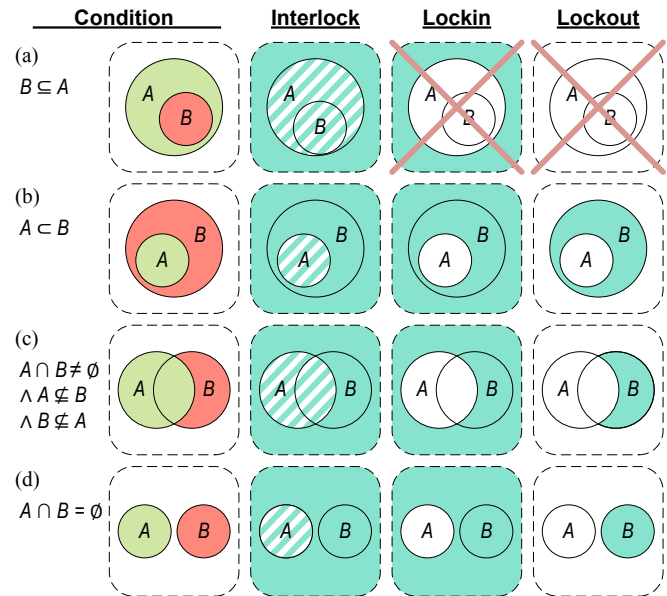 Condition Interlock Lockin Lockout
(a)
B ⊆ A
A B A B A B A B
(b)
A ⊂ B
A B A B A B A B
(c)
A ∩ B ≠ ∅
∧ A ⊈ B
∧ B ⊈ A
A B A B A B A B
(d)
A ∩ B = ∅
A B A B A B A B